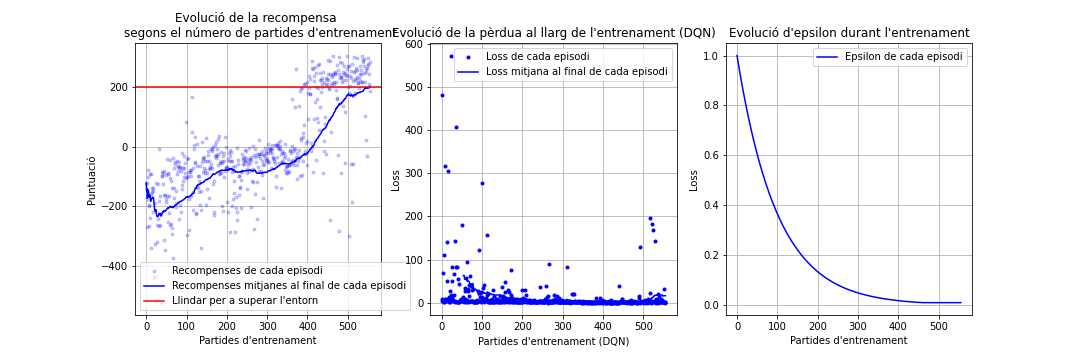 Evolució de la recompensa
segons el número de partides d'entrenament
Puntuació
200
0
−200
−400
Recompenses de cada episodi
Recompenses mitjanes al final de cada episodi
Llindar per a superar l'entorn
0 100 200 300 400 500
Partides d'entrenament
Evolució de la pèrdua al llarg de l'entrenament (DQN)
Loss
600
500
400
300
200
100
0
Loss de cada episodi
Loss mitjana al final de cada episodi
0 100 200 300 400 500
Partides d'entrenament (DQN)
Evolució d'epsilon durant l'entrenament
Loss
1.0
0.8
0.6
0.4
0.2
0.0
Epsilon de cada episodi
0 100 200 300 400 500
Partides d'entrenament